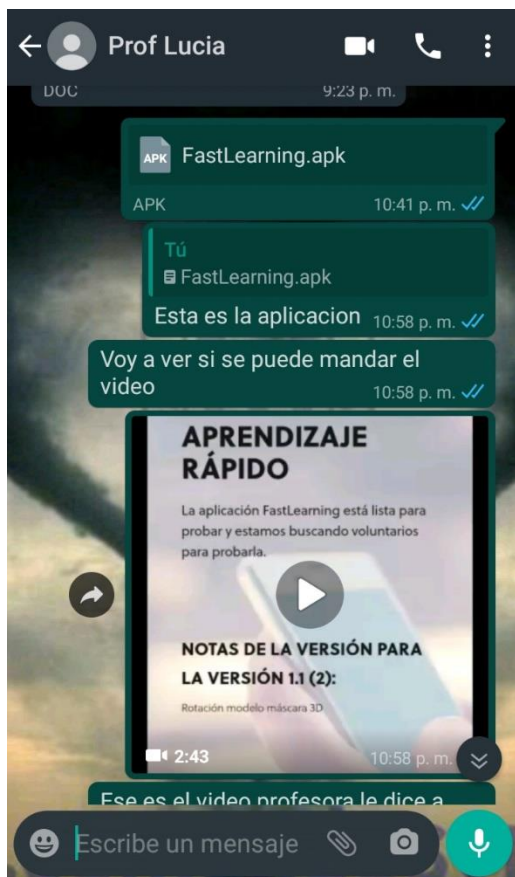 Prof Lucia
DOC
9:23 p. m.
APK
FastLearning.apk
APK
10:41 p. m.
Tú
FastLearning.apk
Esta es la aplicacion
10:58 p. m.
Voy a ver si se puede mandar el
video
10:58 p. m.
APRENDIZAJE
RÁPIDO
La aplicación FastLearning está lista para
probar y estamos buscando voluntarios
para probarla.
NOTAS DE LA VERSIÓN PARA
LA VERSIÓN 1.1 (2):
Rotación modelo máscara 3D
2:43
10:58 p. m.
Ese es el video profesora le dice a
Escribe un mensaje